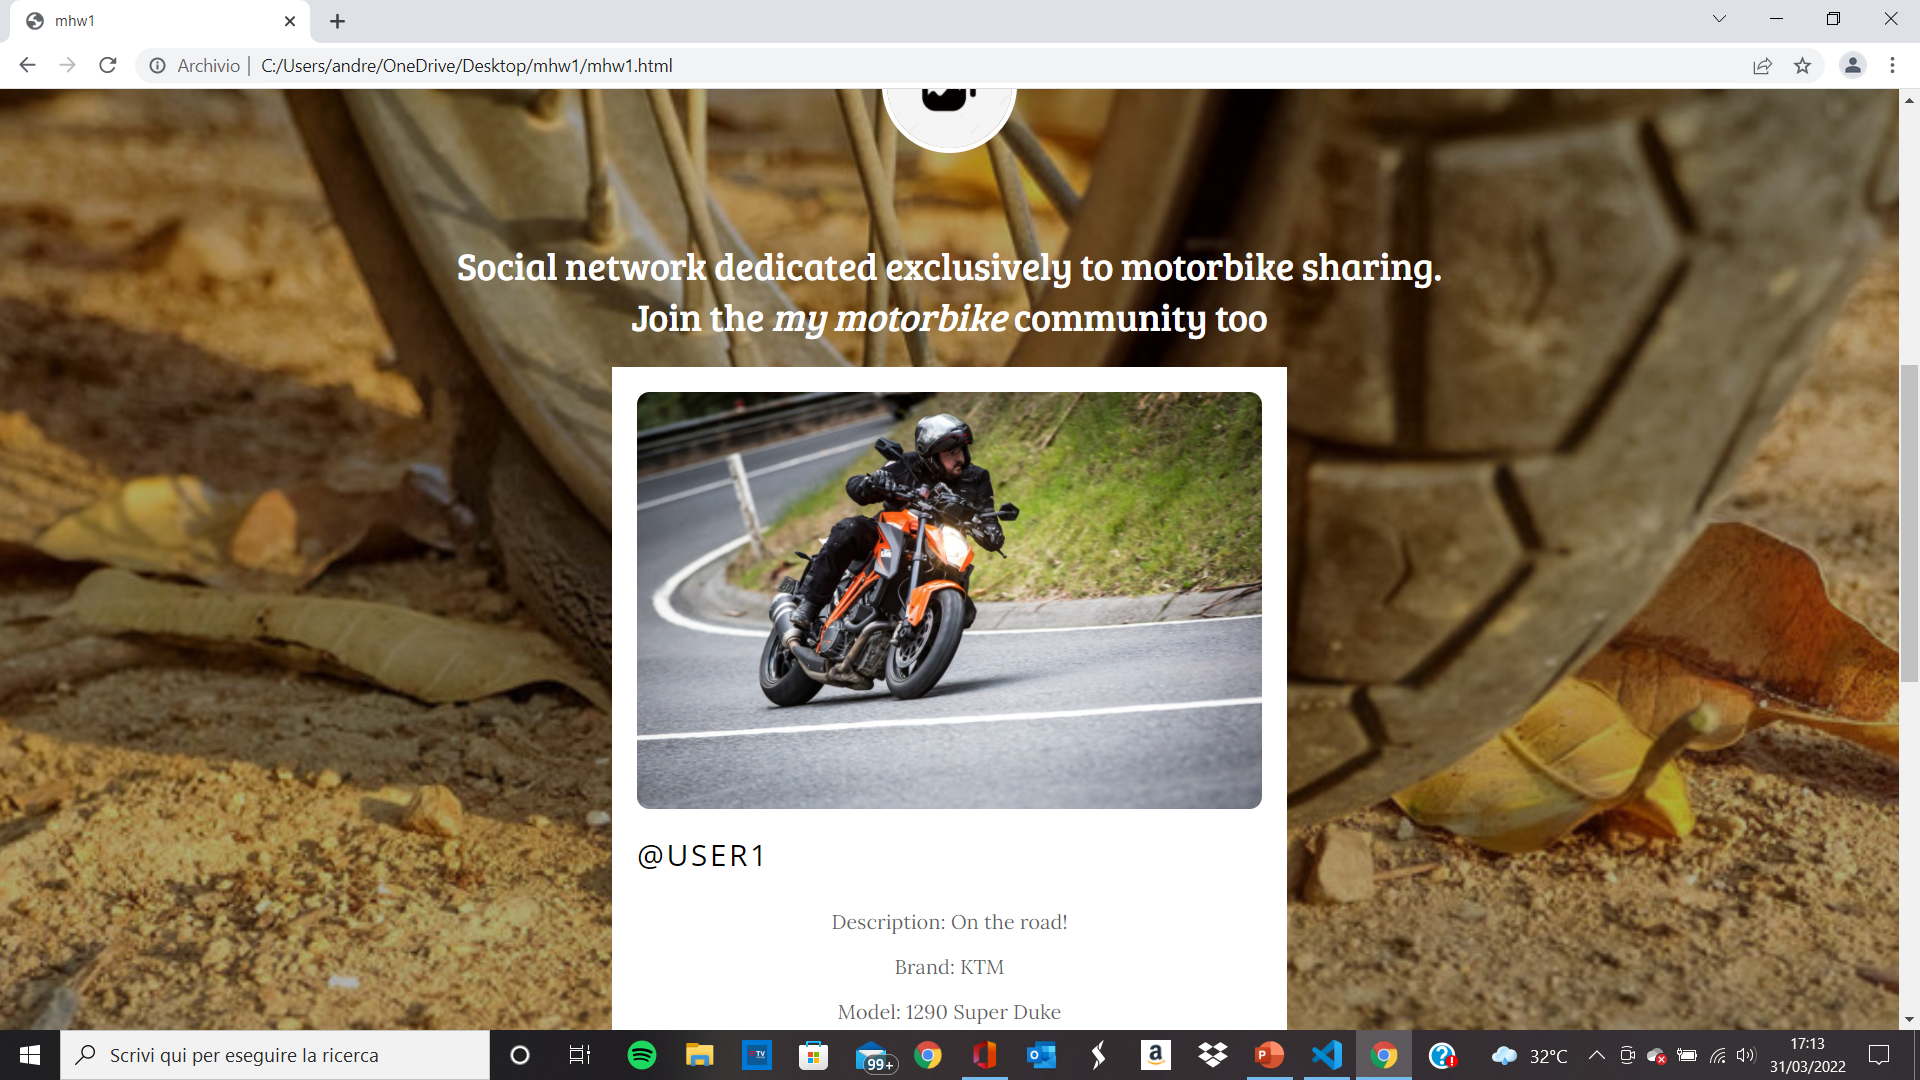 mhw1
Archivio | C:/Users/andre/OneDrive/Desktop/mhw1/mhw1.html
Social network dedicated exclusively to motorbike sharing.
Join the my motorbike community too
KTM
@USER1
Description: On the road!
Brand: KTM
Model: 1290 Super Duke
Scrivi qui per eseguire la ricerca
TV
99+
a
P
32°C
17:13
31/03/2022